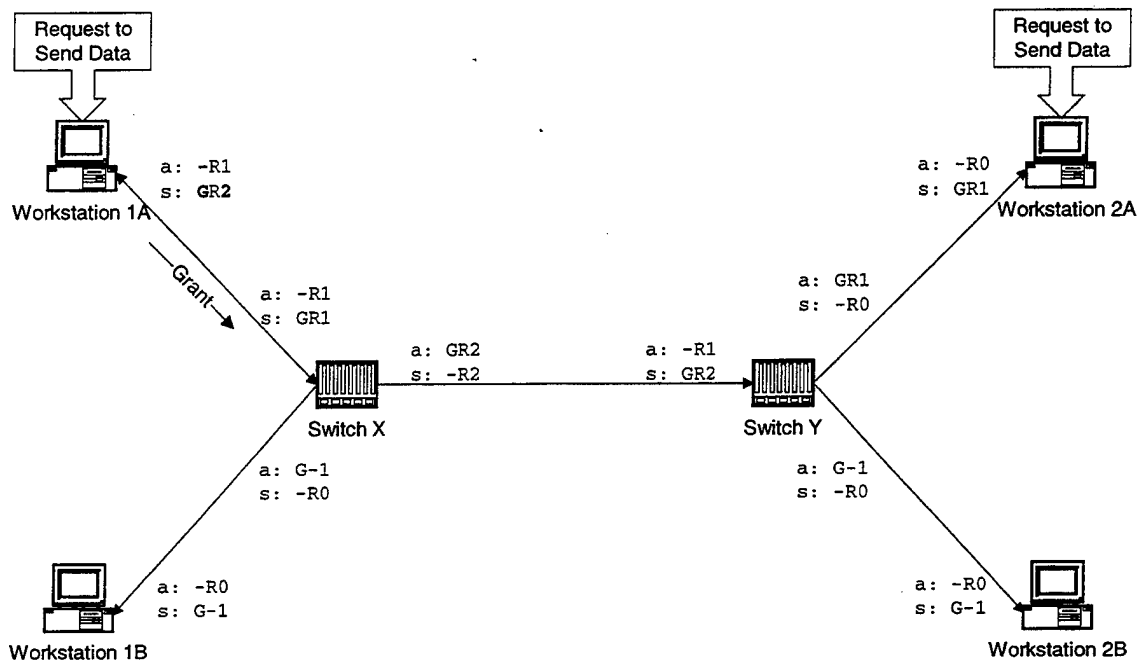 Request to
Send Data
Request to
Send Data
a: -R1
s: GR2
Workstation 1A
a: -R0
s: GR1
Workstation 2A
Grant
a: -R1
s: GR1
a: GR1
s: -R0
a: GR2
s: -R2
a: -R1
s: GR2
Switch X
Switch Y
a: G-1
s: -R0
a: G-1
s: -R0
a: -R0
s: G-1
Workstation 1B
a: -R0
s: G-1
Workstation 2B